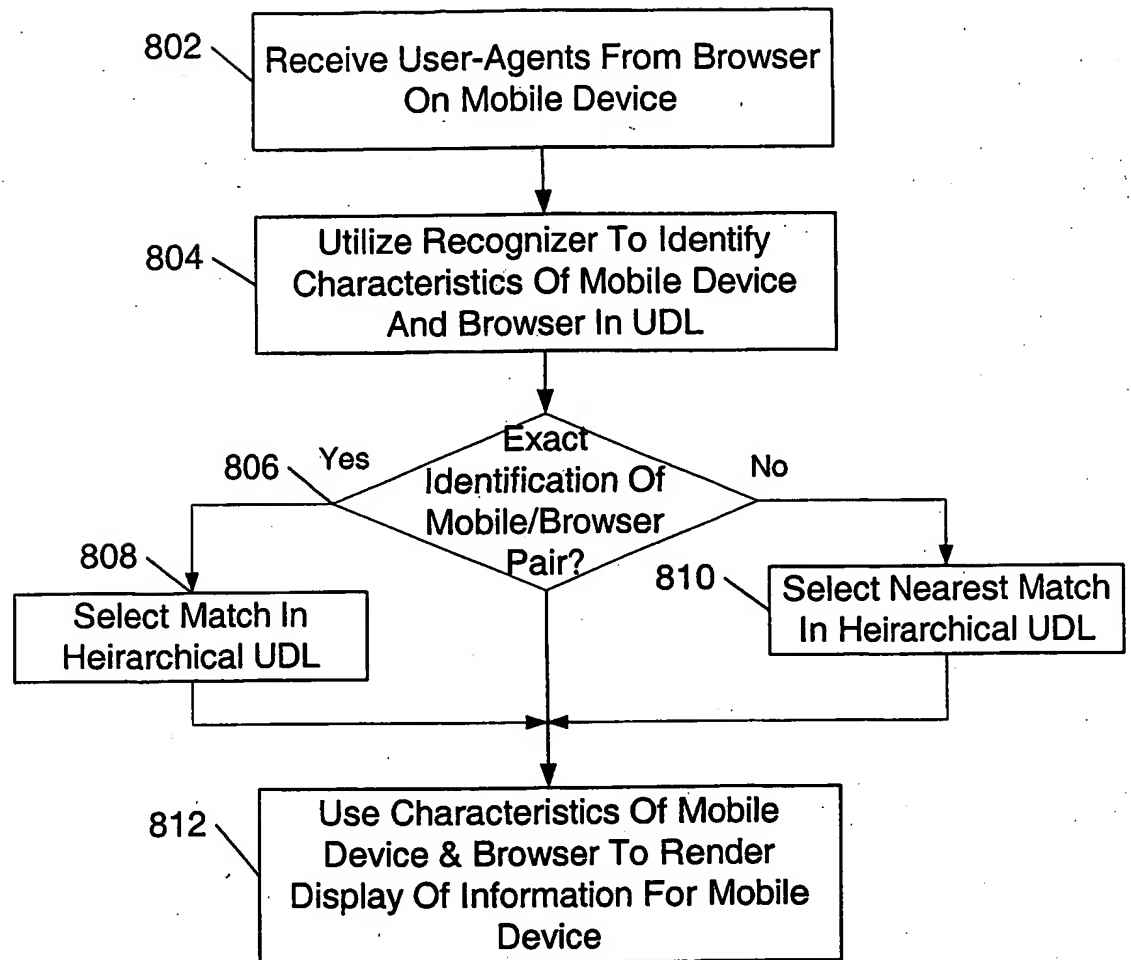 802
Receive User-Agents From Browser
On Mobile Device
804
Utilize Recognizer To Identify
Characteristics Of Mobile Device
And Browser In UDL
806
Yes
Exact
Identification Of
Mobile/Browser
Pair?
No
808
Select Match In
Heirarchical UDL
810
Select Nearest Match
In Heirarchical UDL
812
Use Characteristics Of Mobile
Device & Browser To Render
Display Of Information For Mobile
Device